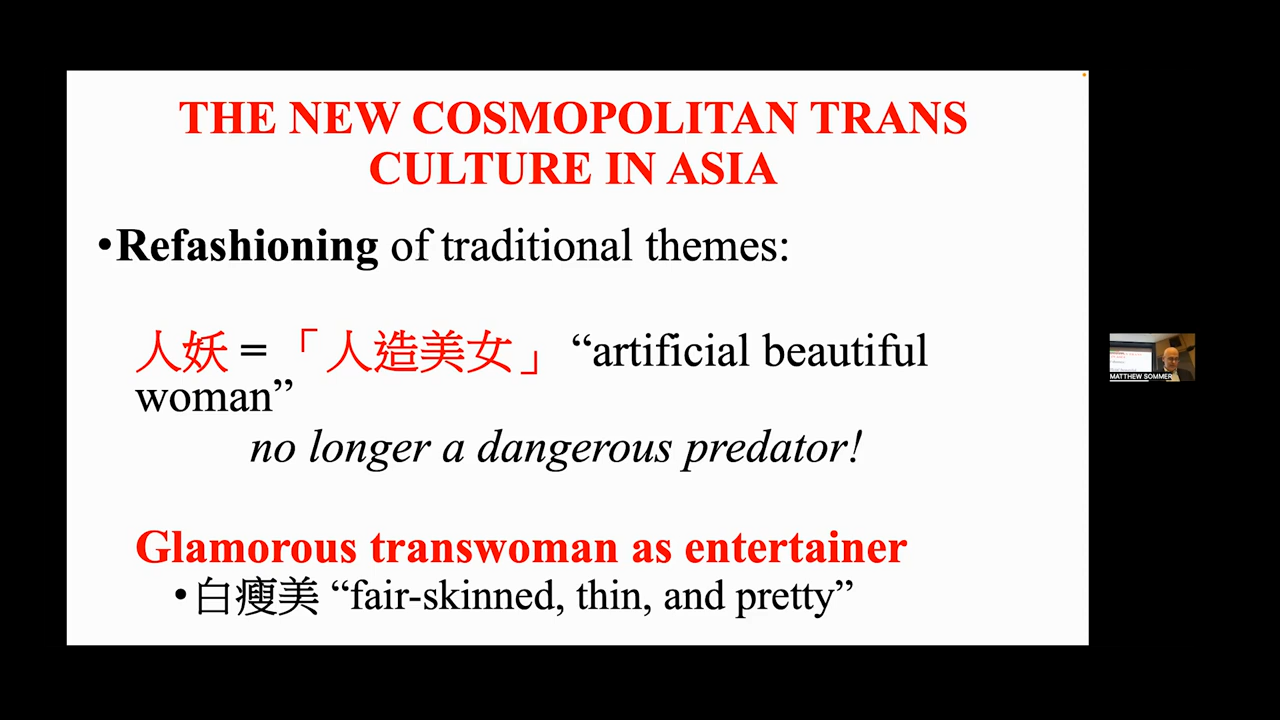 THE NEW COSMOPOLITAN TRANS
CULTURE IN ASIA
•Refashioning of traditional themes:
人妖 = 「人造美女」 “artificial beautiful
woman”
no longer a dangerous predator!
Glamorous transwoman as entertainer
•白瘦美 “fair-skinned, thin, and pretty”
MATTHEW SOMMER